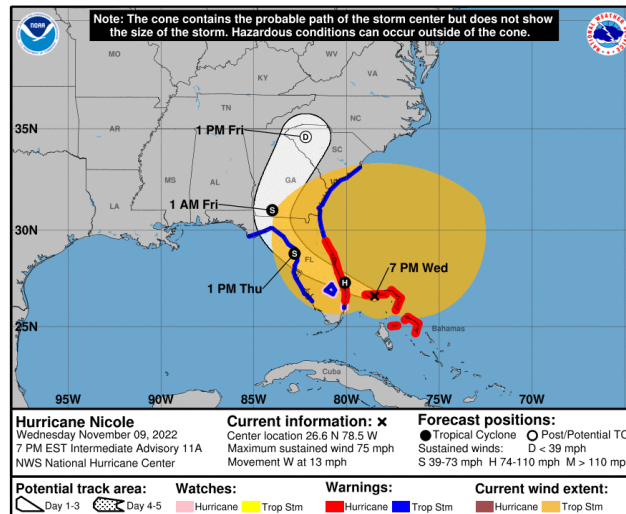 Note: The cone contains the probable path of the storm center but does not show
the size of the storm. Hazardous conditions can occur outside of the cone.
NOAA
MO
WV
VA
KY
DE
TN
NC
35N
1 PM Fri
D
AR
SC
MS
AL
GA
1 AM Fri
S
LA
30N
S
FL
7 PM Wed
H
1 PM Thu
25N
Bahamas
Cuba
95W
90W
85W
80W
75W
70W
Hurricane Nicole
Wednesday November 09, 2022
7 PM EST Intermediate Advisory 11A
NWS National Hurricane Center
Current information: ×
Center location 26.6 N 78.5 W
Maximum sustained wind 75 mph
Movement W at 13 mph
Forecast positions:
Tropical Cyclone Post/Potential TC
Sustained winds: D < 39 mph
S 39-73 mph H 74-110 mph M > 110 mph
Potential track area:
Day 1-3 Day 4-5
Watches:
Hurricane Trop Stm
Warnings:
Hurricane Trop Stm
Current wind extent:
Hurricane Trop Stm